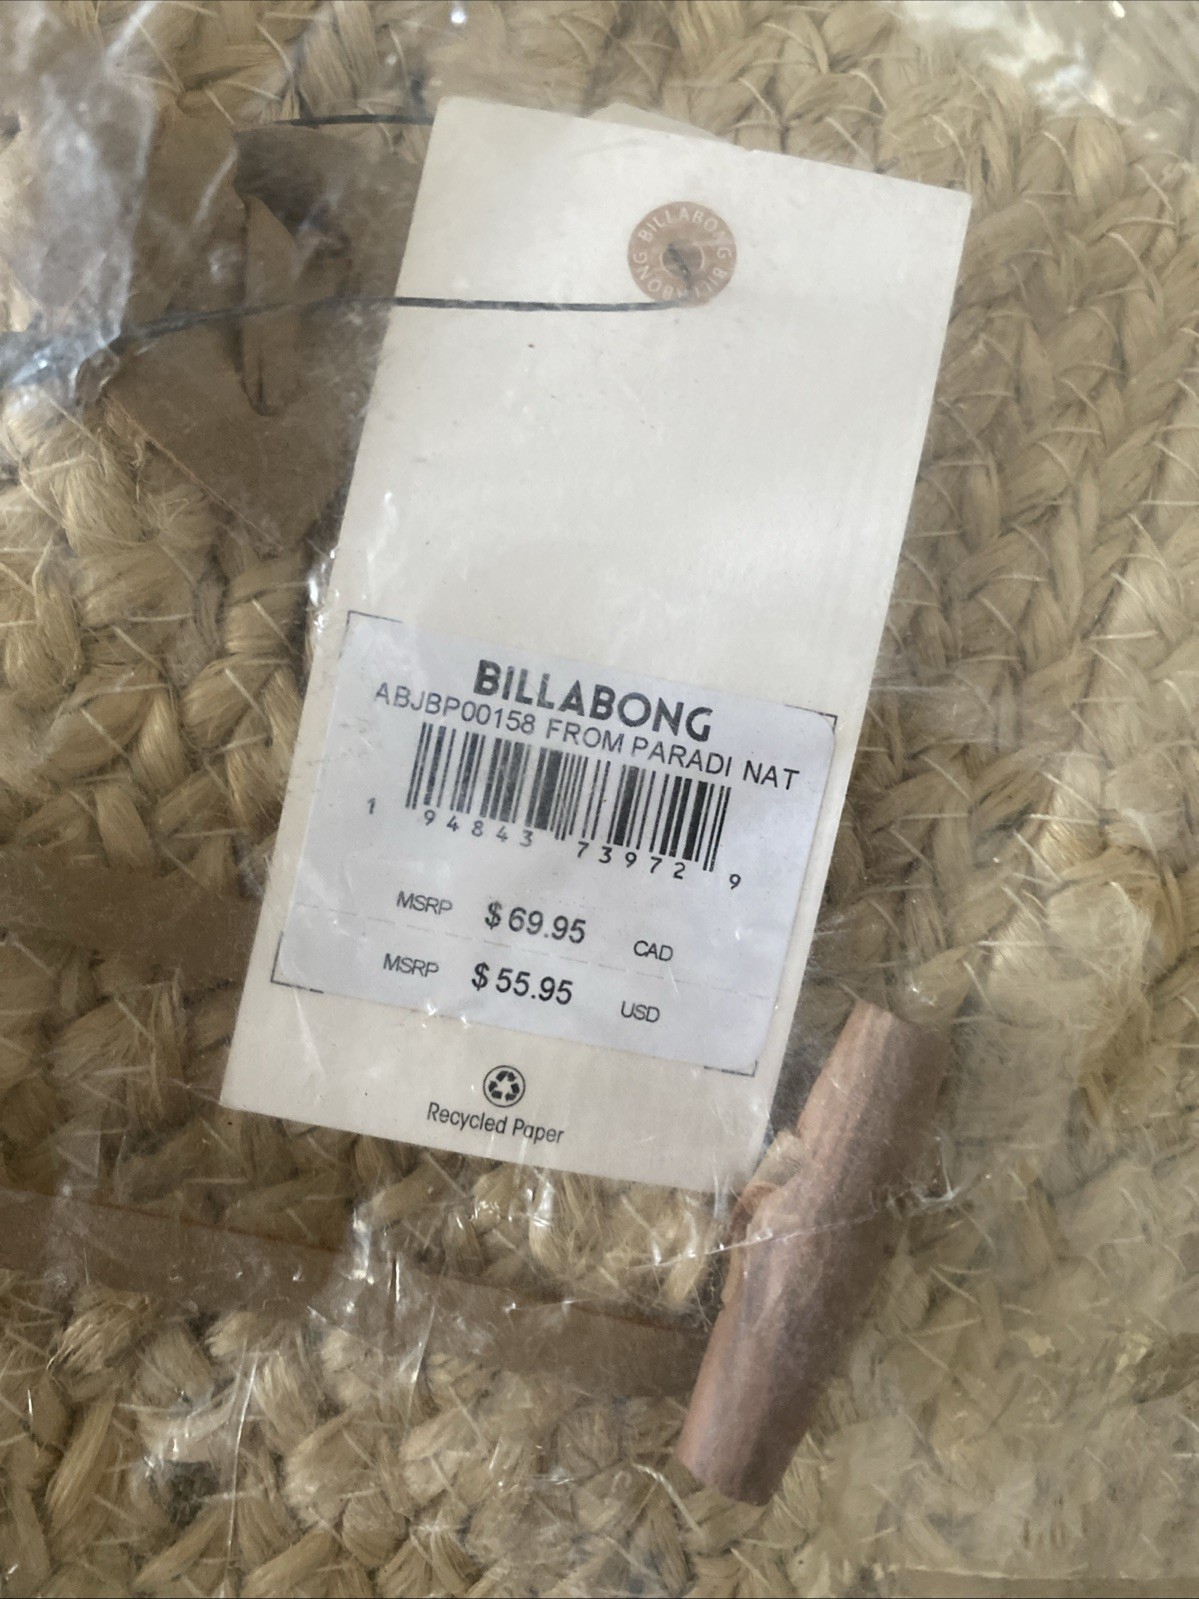 BILLABONG BILLABONG
BILLABONG
ABJBP00158 FROM PARADI NAT
1 94843 73972 9
MSRP $69.95 CAD
MSRP $55.95 USD
Recycled Paper